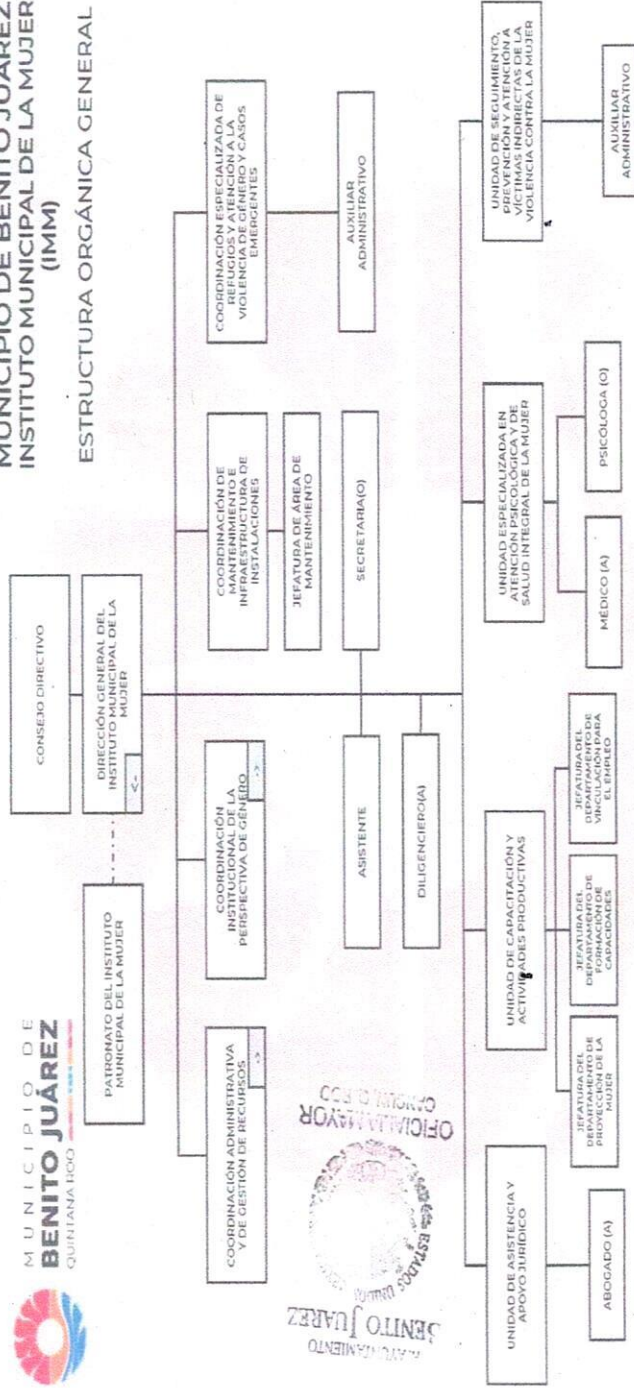 MUNICIPIO DE
BENITO JUÁREZ
QUINTANA ROO
MUNICIPIO DE BENITO JUÁREZ
INSTITUTO MUNICIPAL DE LA MUJER
(IMM)
ESTRUCTURA ORGÁNICA GENERAL
CONSEJO DIRECTIVO
PATRONATO DEL INSTITUTO
MUNICIPAL DE LA MUJER
DIRECCIÓN GENERAL DEL
INSTITUTO MUNICIPAL DE LA
MUJER
<-
COORDINACIÓN ADMINISTRATIVA
Y DE GESTIÓN DE RECURSOS
->
COORDINACIÓN
INSTITUCIONAL DE LA
PERSPECTIVA DE GÉNERO
->
COORDINACIÓN DE
MANTENIMIENTO E
INFRAESTRUCTURA DE
INSTALACIONES
JEFATURA DE ÁREA DE
MANTENIMIENTO
COORDINACIÓN ESPECIALIZADA DE
REFUGIOS Y ATENCIÓN A LA
VIOLENCIA DE GÉNERO Y CASOS
EMERGENTES
AUXILIAR
ADMINISTRATIVO
ASISTENTE
SECRETARIA(O)
DILIGENCIERO(A)
H. AYUNTAMIENTO
BENITO JUAREZ
ESTADOS UNIDOS
OFICIALIA MAYOR
CANCUN, Q. ROO
UNIDAD DE ASISTENCIA Y
APOYO JURÍDICO
ABOGADO (A)
UNIDAD DE CAPACITACIÓN Y
ACTIVIDADES PRODUCTIVAS
JEFATURA DEL
DEPARTAMENTO DE
PROYECCIÓN DE LA
MUJER
JEFATURA DEL
DEPARTAMENTO DE
FORMACIÓN DE
CAPACIDADES
JEFATURA DEL
DEPARTAMENTO DE
VINCULACIÓN PARA
EL EMPLEO
UNIDAD ESPECIALIZADA EN
ATENCIÓN PSICOLÓGICA Y DE
SALUD INTEGRAL DE LA MUJER
MÉDICO (A)
PSICÓLOGA (O)
UNIDAD DE SEGUIMIENTO,
PREVENCIÓN Y ATENCIÓN A
VÍCTIMAS INDIRECTAS DE LA
VIOLENCIA CONTRA LA MUJER
AUXILIAR
ADMINISTRATIVO